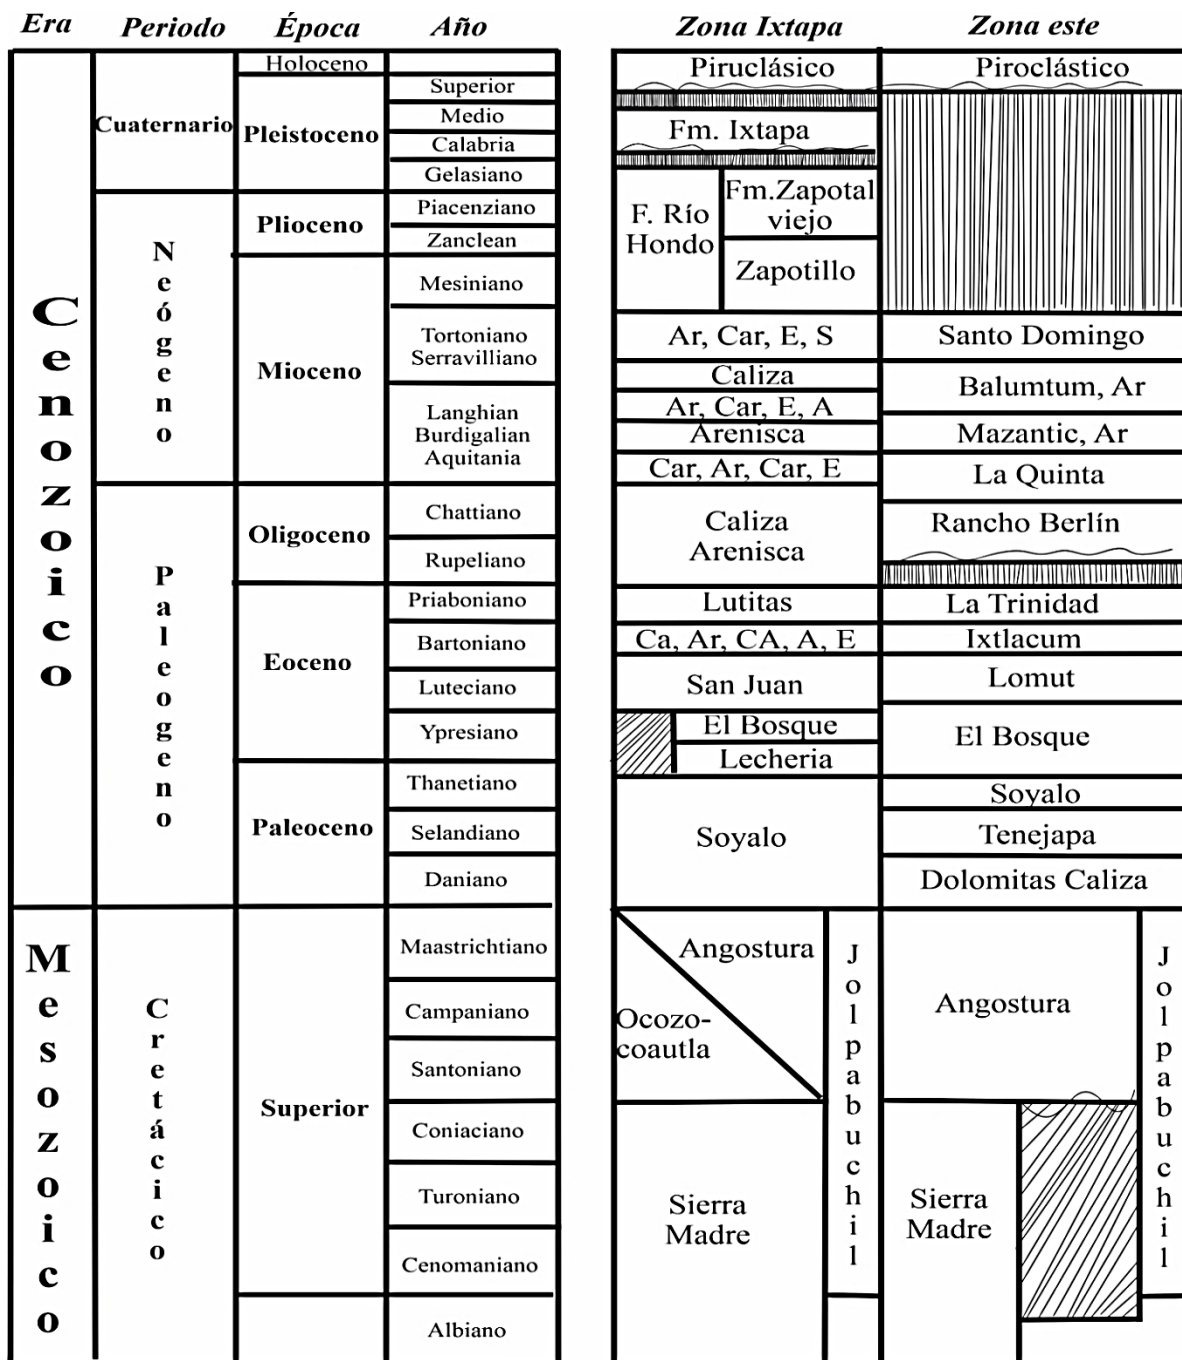 Era Periodo Época Año Zona Ixtapa Zona este
Cenozoico
Mesozoico
Cuaternario
Neógeno
Paleogeno
Cretácico
Holoceno
Pleistoceno
Plioceno
Mioceno
Oligoceno
Eoceno
Paleoceno
Superior
Superior
Medio
Calabria
Gelasiano
Piacenziano
Zanclean
Mesiniano
Tortoniano
Serravilliano
Langhian
Burdigalian
Aquitania
Chattiano
Rupeliano
Priaboniano
Bartoniano
Luteciano
Ypresiano
Thanetiano
Selandiano
Daniano
Maastrichtiano
Campaniano
Santoniano
Coniaciano
Turoniano
Cenomaniano
Albiano
Piruclásico
Fm. Ixtapa
F. Río
Hondo
Fm.Zapotal
viejo
Zapotillo
Ar, Car, E, S
Caliza
Ar, Car, E, A
Arenisca
Car, Ar, Car, E
Caliza
Arenisca
Lutitas
Ca, Ar, CA, A, E
San Juan
El Bosque
Lecheria
Soyalo
Angostura
Ocozo-
coautla
Jolpabuchil
Sierra
Madre
Piroclástico
Santo Domingo
Balumtum, Ar
Mazantic, Ar
La Quinta
Rancho Berlín
La Trinidad
Ixtlacum
Lomut
El Bosque
Soyalo
Tenejapa
Dolomitas Caliza
Angostura
Jolpabuchil
Sierra
Madre